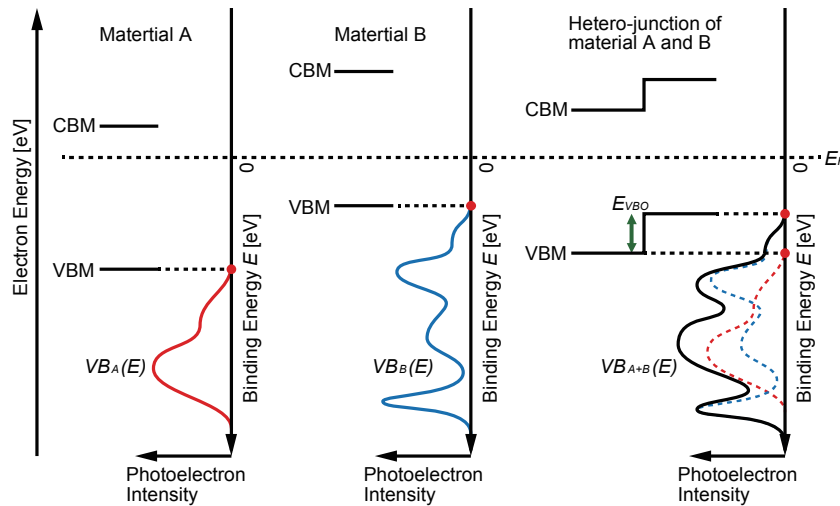 Matertial A
Matertial B
Hetero-junction of
material A and B
Electron Energy [eV]
CBM
VBM
0
Binding Energy E [eV]
VB_A(E)
Photoelectron
Intensity
CBM
VBM
0
Binding Energy E [eV]
VB_B(E)
Photoelectron
Intensity
CBM
E_VBO
VBM
0
Binding Energy E [eV]
VB_A+B(E)
Photoelectron
Intensity